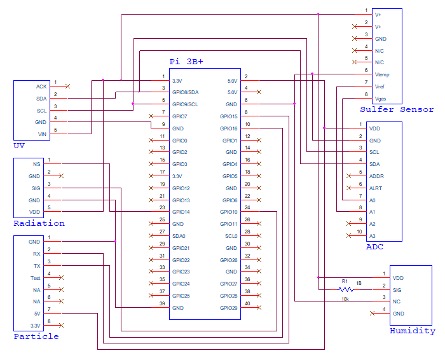 Pi 3B+
1 3.3V 5.0V 2
3 GPIO8/SDA 5.0V 4
5 GPIO9/SCL GND 6
7 GPIO7 GPIO15 8
9 GND GPIO16 10
11 GPIO0 GPIO1 12
13 GPIO2 GND 14
15 GPIO3 GPIO4 16
17 3.3V GPIO5 18
19 GPIO12 GND 20
21 GPIO13 GPIO6 22
23 GPIO14 GPIO10 24
25 GND GPIO11 26
27 SDA0 SCL0 28
29 GPIO21 GND 30
31 GPIO22 GPIO26 32
33 GPIO23 GND 34
35 GPIO24 GPIO27 36
37 GPIO25 GPIO28 38
39 GND GPIO29 40
ACK 1
SDA 2
SCL 3
GND 4
VIN 5
UV
NS 1
GND 2
SIG 3
GND 4
VDD 5
Radiation
GND 1
RX 2
TX 3
Test 4
NA 5
NA 6
5V 7
3.3V 8
Particle
1 V+
2 V+
3 GND
4 N/C
5 N/C
6 Vtemp
7 Vref
8 Vgas
Sulfer Sensor
1 VDD
2 GND
3 SCL
4 SDA
5 ADDR
6 ALRT
7 A0
8 A1
9 A2
10 A3
ADC
R1
10k
1 VDD
2 SIG
3 NC
4 GND
Humidity